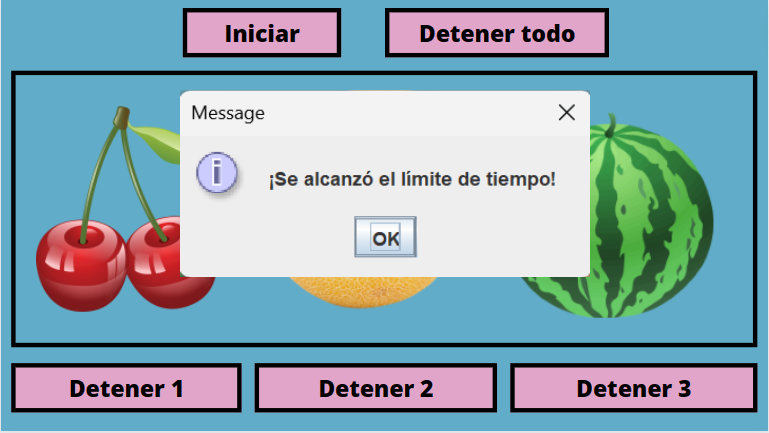 Iniciar
Detener todo
Message
i
¡Se alcanzó el límite de tiempo!
OK
Detener 1
Detener 2
Detener 3